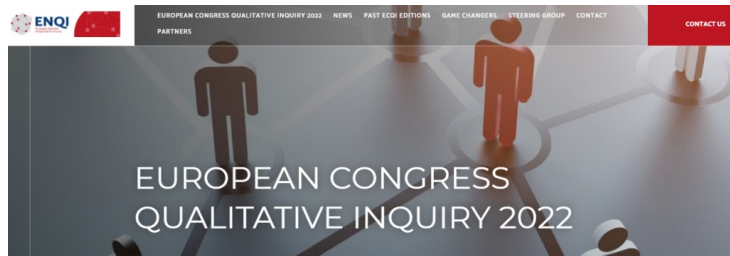 ENQI
EUROPEAN CONGRESS QUALITATIVE INQUIRY 2022 NEWS PAST ECQI EDITIONS GAME CHANGERS STEERING GROUP CONTACT
PARTNERS
CONTACT US
EUROPEAN CONGRESS
QUALITATIVE INQUIRY 2022